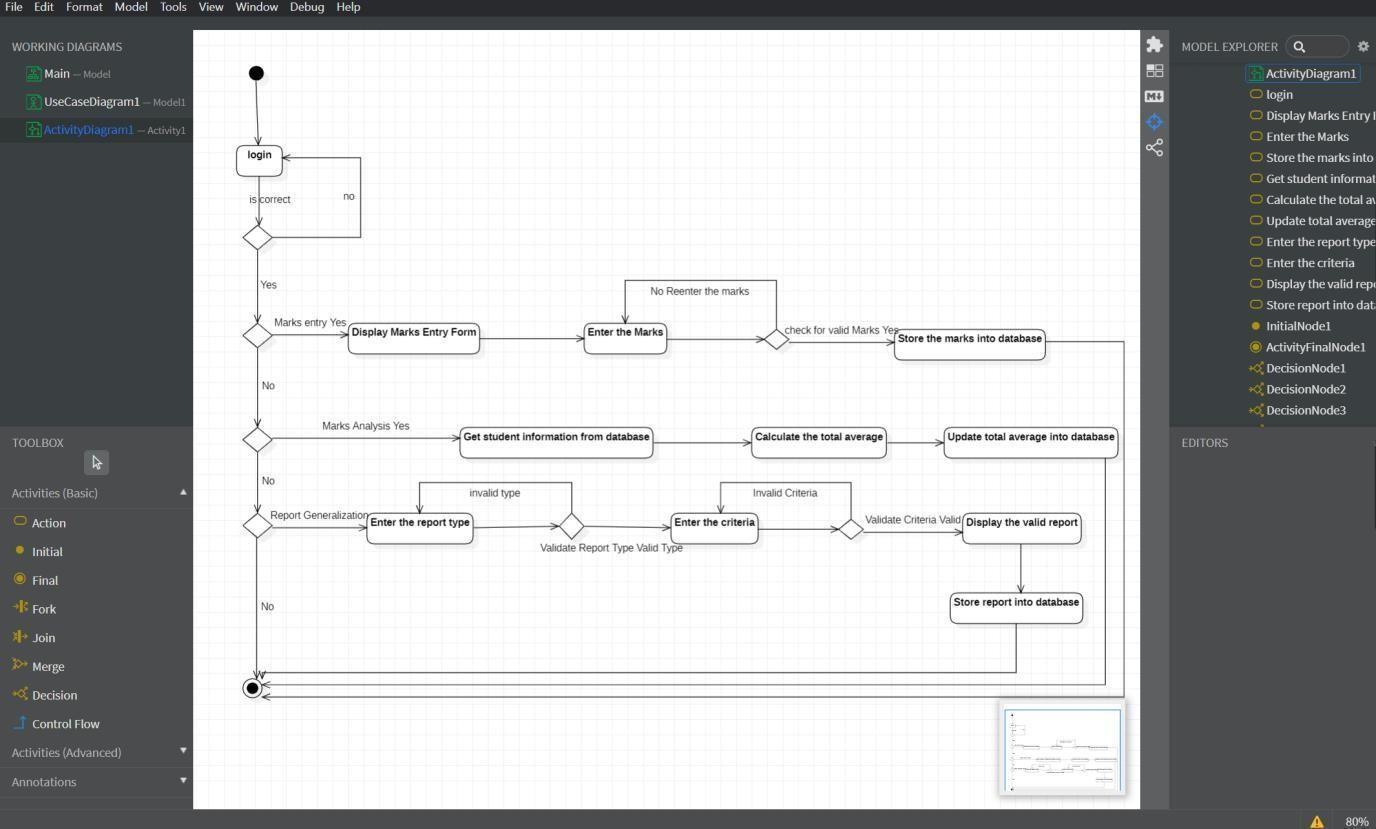 File Edit Format Model Tools View Window Debug Help
WORKING DIAGRAMS
Main — Model
UseCaseDiagram1 — Model1
ActivityDiagram1 — Activity1
TOOLBOX
Activities (Basic)
Action
Initial
Final
Fork
Join
Merge
Decision
Control Flow
Activities (Advanced)
Annotations
login
is correct
no
Yes
Marks entry Yes
Display Marks Entry Form
Enter the Marks
No Reenter the marks
check for valid Marks Yes
Store the marks into database
No
Marks Analysis Yes
Get student information from database
Calculate the total average
Update total average into database
No
Report Generalization
Enter the report type
invalid type
Validate Report Type Valid Type
Enter the criteria
Invalid Criteria
Validate Criteria Valid
Display the valid report
Store report into database
No
M↓
MODEL EXPLORER
ActivityDiagram1
login
Display Marks Entry
Enter the Marks
Store the marks into
Get student informat
Calculate the total av
Update total average
Enter the report type
Enter the criteria
Display the valid repo
Store report into data
InitialNode1
ActivityFinalNode1
DecisionNode1
DecisionNode2
DecisionNode3
EDITORS
80%